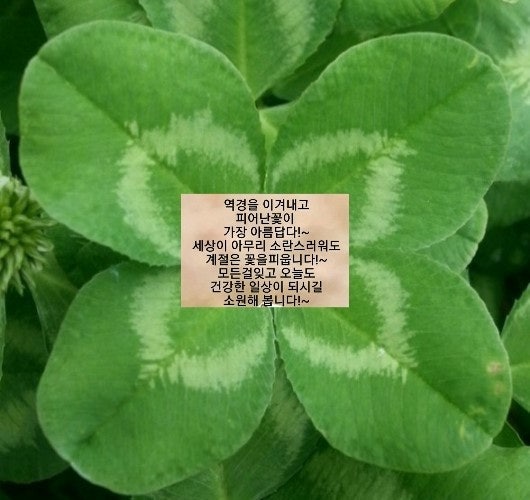 역경을 이겨내고
피어난꽃이
가장 아름답다!~
세상이 아무리 소란스러워도
계절은 꽃을피웁니다!~
모든걸잊고 오늘도
건강한 일상이 되시길
소원해 봅니다!~